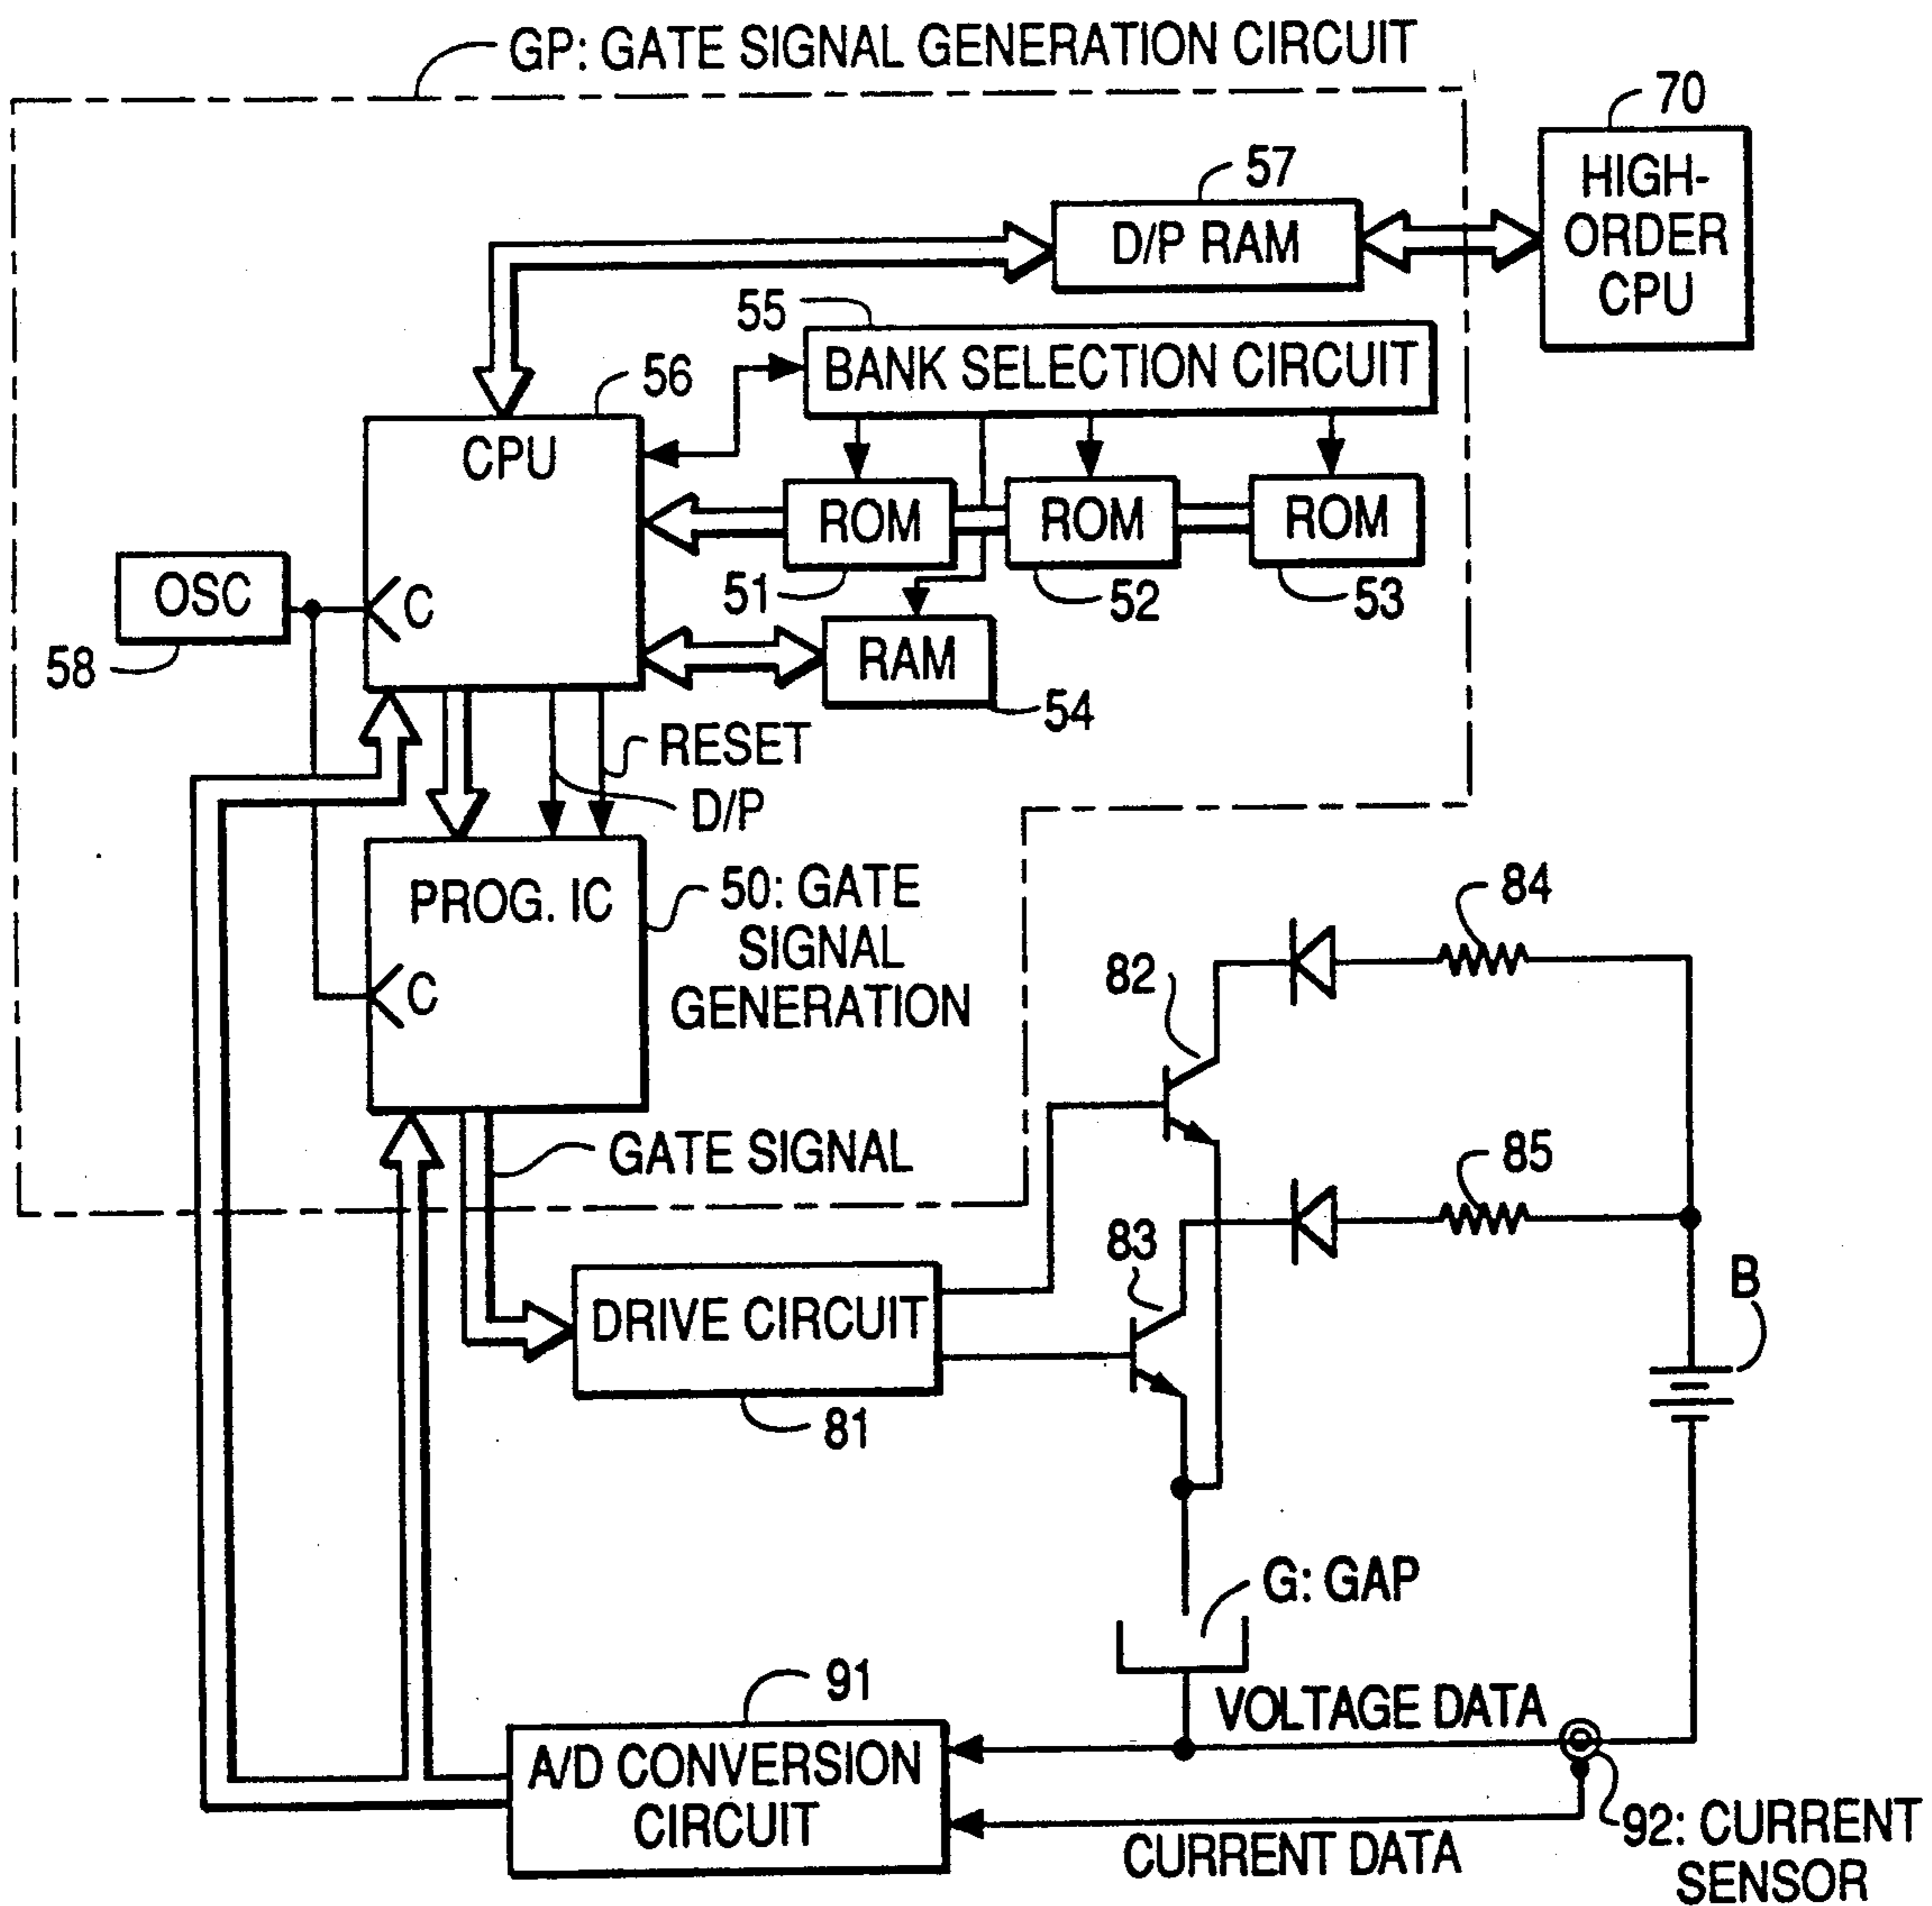 GP: GATE SIGNAL GENERATION CIRCUIT
70
HIGH-
ORDER
CPU
57
D/P RAM
55
BANK SELECTION CIRCUIT
56
CPU
C
ROM
ROM
ROM
51
52
53
OSC
58
RAM
54
RESET
D/P
PROG. IC
C
50: GATE
SIGNAL
GENERATION
84
82
GATE SIGNAL
85
83
B
DRIVE CIRCUIT
81
G: GAP
91
VOLTAGE DATA
A/D CONVERSION
CIRCUIT
CURRENT DATA
92: CURRENT
SENSOR